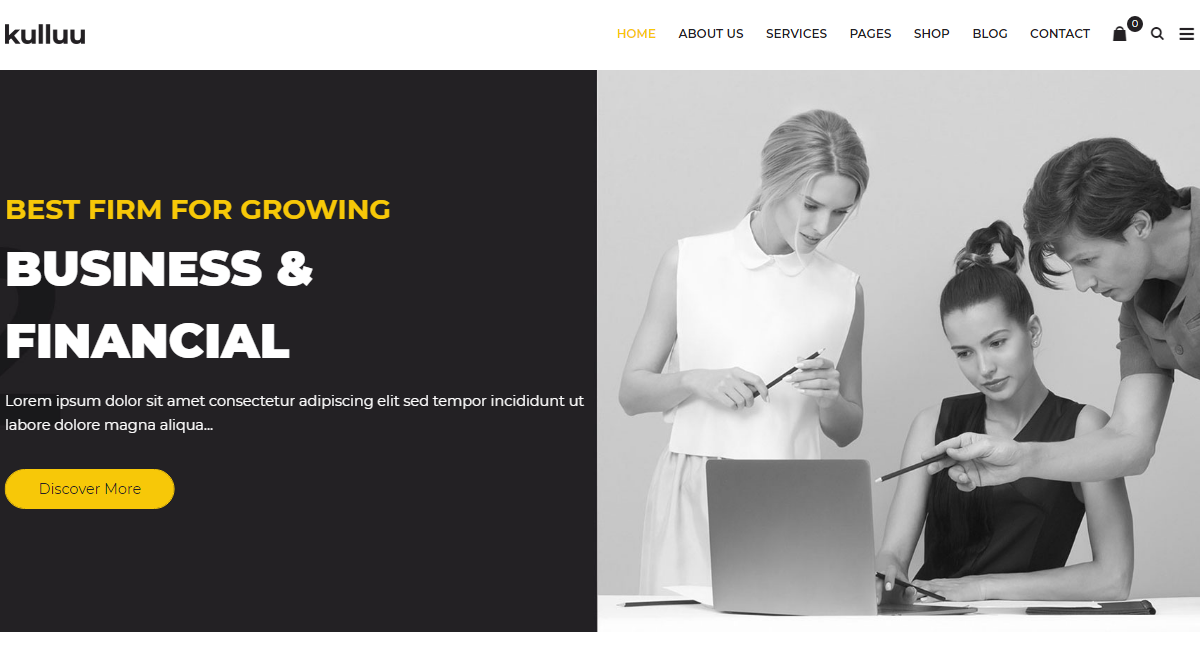 kulluu
HOME ABOUT US SERVICES PAGES SHOP BLOG CONTACT 0
BEST FIRM FOR GROWING
BUSINESS &
FINANCIAL
Lorem ipsum dolor sit amet consectetur adipiscing elit sed tempor incididunt ut
labore dolore magna aliqua...
Discover More